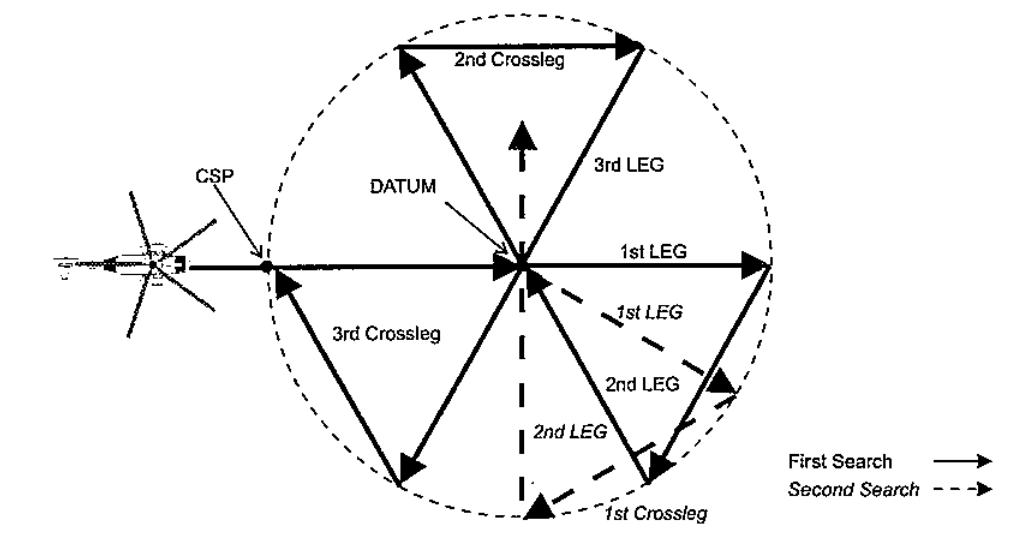 2nd Crossleg
3rd LEG
CSP
DATUM
1st LEG
1st LEG
3rd Crossleg
2nd LEG
2nd LEG
First Search
Second Search
1st Crossleg